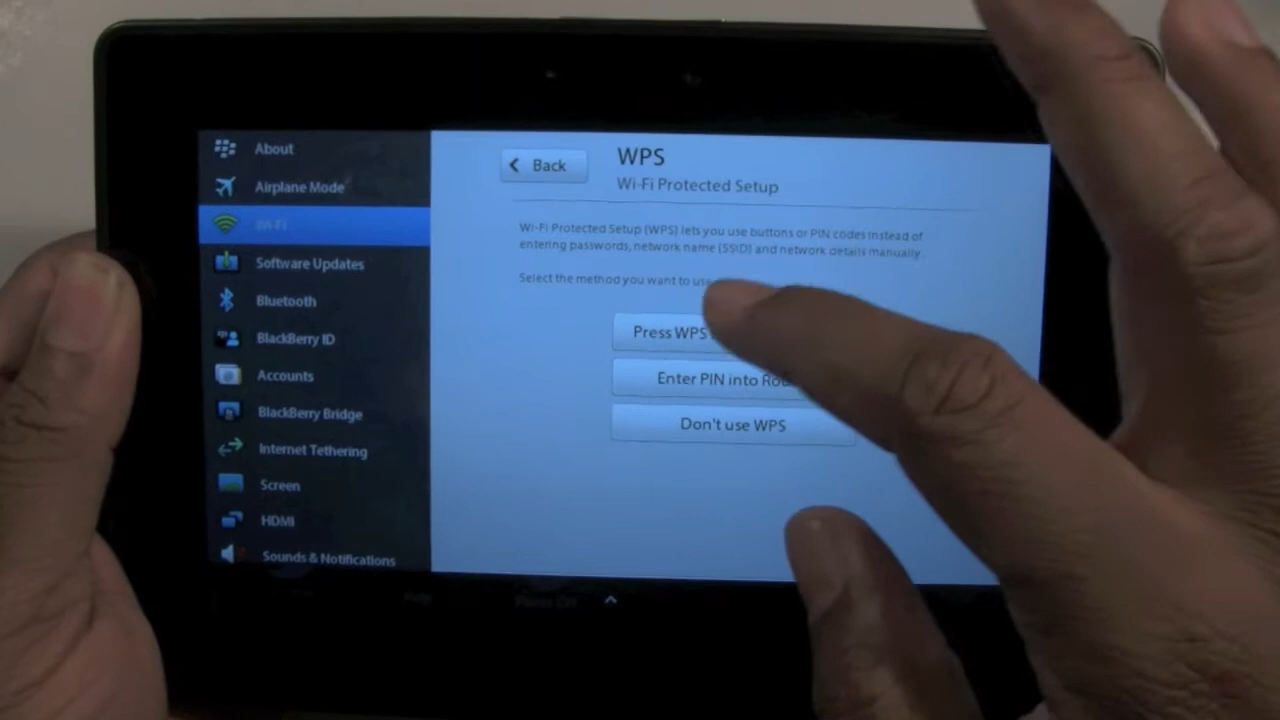 About
Airplane Mode
Wi-Fi
Software Updates
Bluetooth
BlackBerry ID
Accounts
BlackBerry Bridge
Internet Tethering
Screen
HDMI
Sounds & Notifications
Back
WPS
Wi-Fi Protected Setup
Wi-Fi Protected Setup (WPS) lets you use buttons or PIN codes instead of
entering passwords, network name (SSID) and network details manually.
Select the method you want to use
Press WPS
Enter PIN into
Don't use WPS